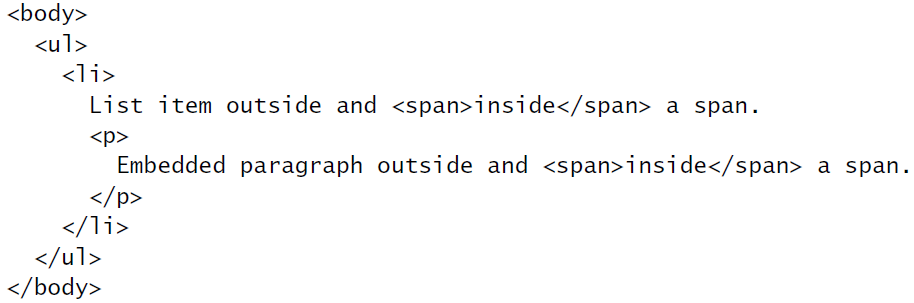 <body>
<ul>
<li>
List item outside and <span>inside</span> a span.
<p>
Embedded paragraph outside and <span>inside</span> a span.
</p>
</li>
</ul>
</body>